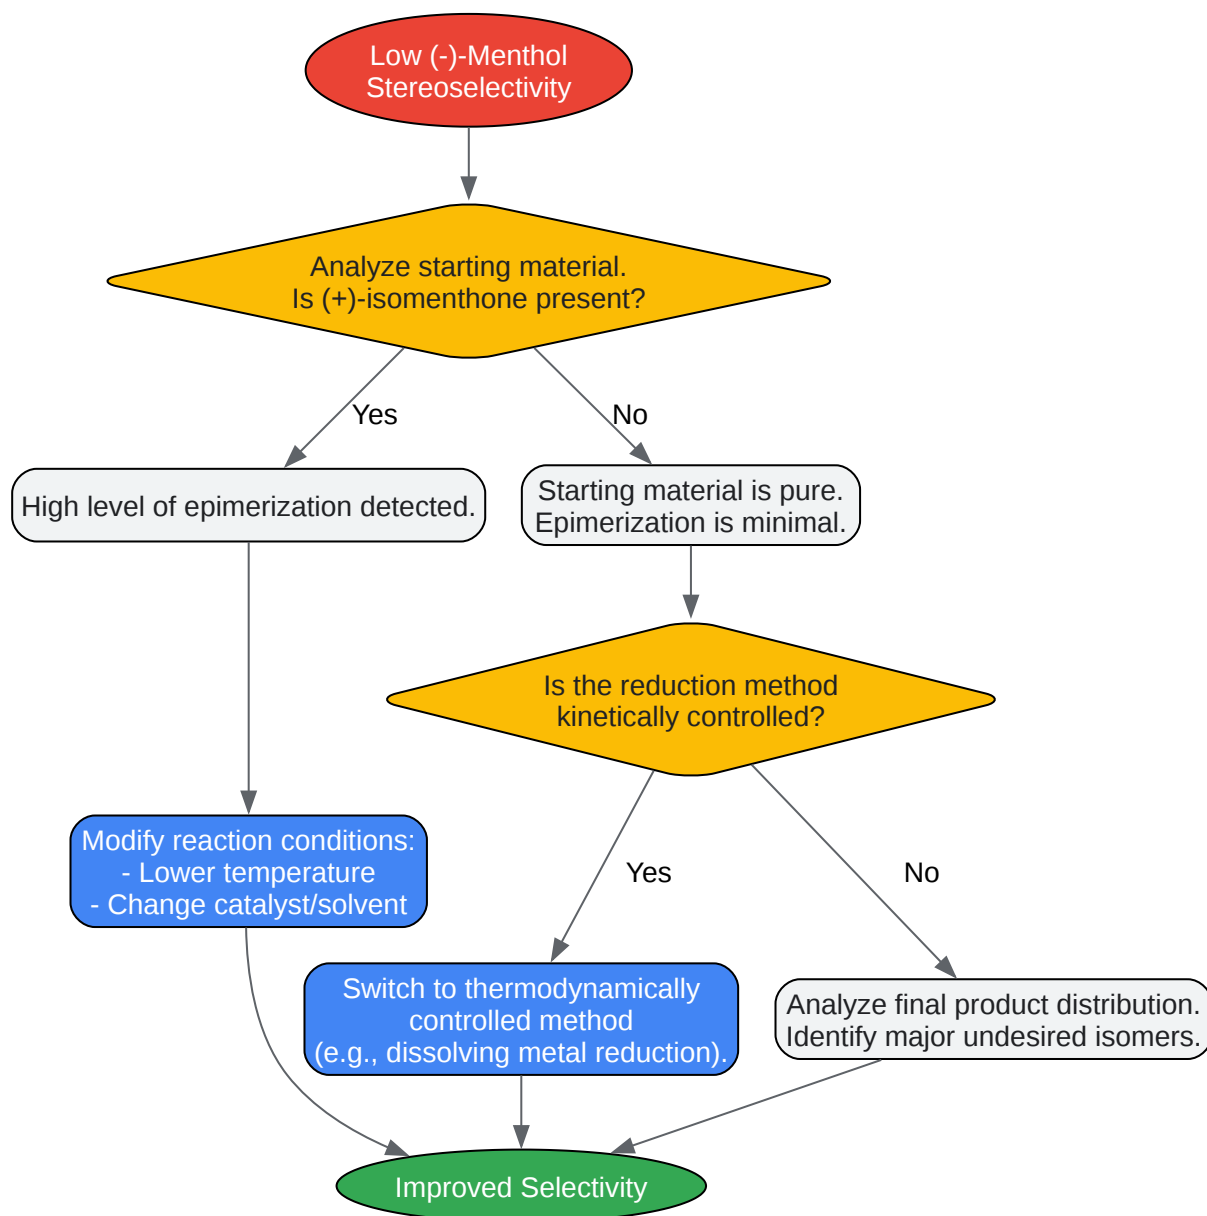 Low (-)-Menthol
Stereoselectivity
Analyze starting material.
Is (+)-isomenthone present?
Yes
No
High level of epimerization detected.
Starting material is pure.
Epimerization is minimal.
Is the reduction method
kinetically controlled?
Modify reaction conditions:
- Lower temperature
- Change catalyst/solvent
Yes
No
Switch to thermodynamically
controlled method
(e.g., dissolving metal reduction).
Analyze final product distribution.
Identify major undesired isomers.
Improved Selectivity